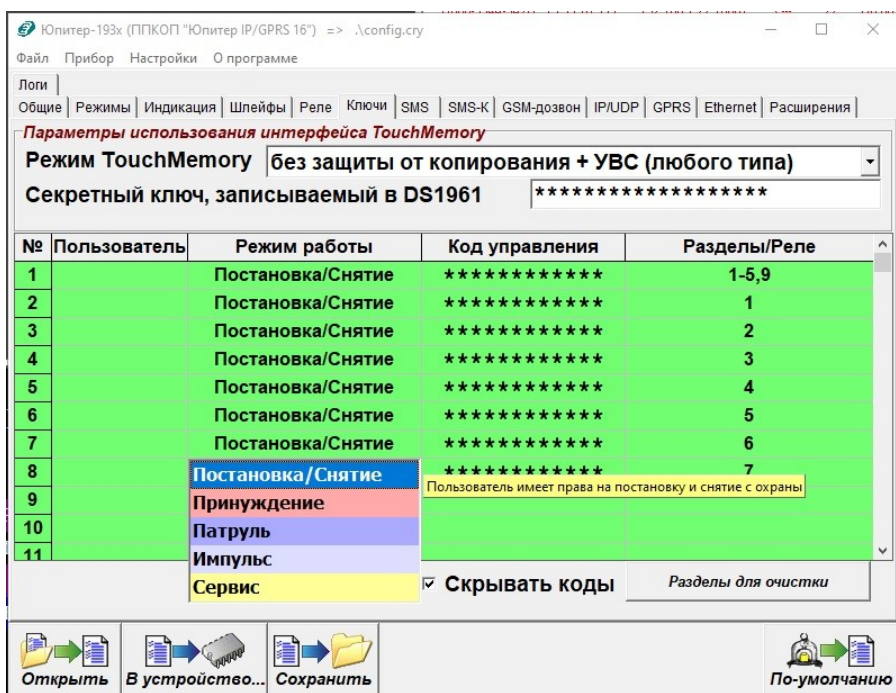 Юпитер-193x (ППКОП "Юпитер IP/GPRS 16") => .\config.cry
Файл Прибор Настройки О программе
Логи
Общие Режимы Индикация Шлейфы Реле Ключи SMS SMS-К GSM-дозвон IP/UDP GPRS Ethernet Расширения
Параметры использования интерфейса TouchMemory
Режим TouchMemory без защиты от копирования + УВС (любого типа)
Секретный ключ, записываемый в DS1961 *******************
№ Пользователь Режим работы Код управления Разделы/Реле
1 Постановка/Снятие ************ 1-5,9
2 Постановка/Снятие ************ 1
3 Постановка/Снятие ************ 2
4 Постановка/Снятие ************ 3
5 Постановка/Снятие ************ 4
6 Постановка/Снятие ************ 5
7 Постановка/Снятие ************ 6
8 Постановка/Снятие ************ 7
Пользователь имеет права на постановку и снятие с охраны
9 Принуждение
10 Патруль
11 Импульс
Сервис Скрывать коды Разделы для очистки
Открыть В устройство... Сохранить По-умолчанию